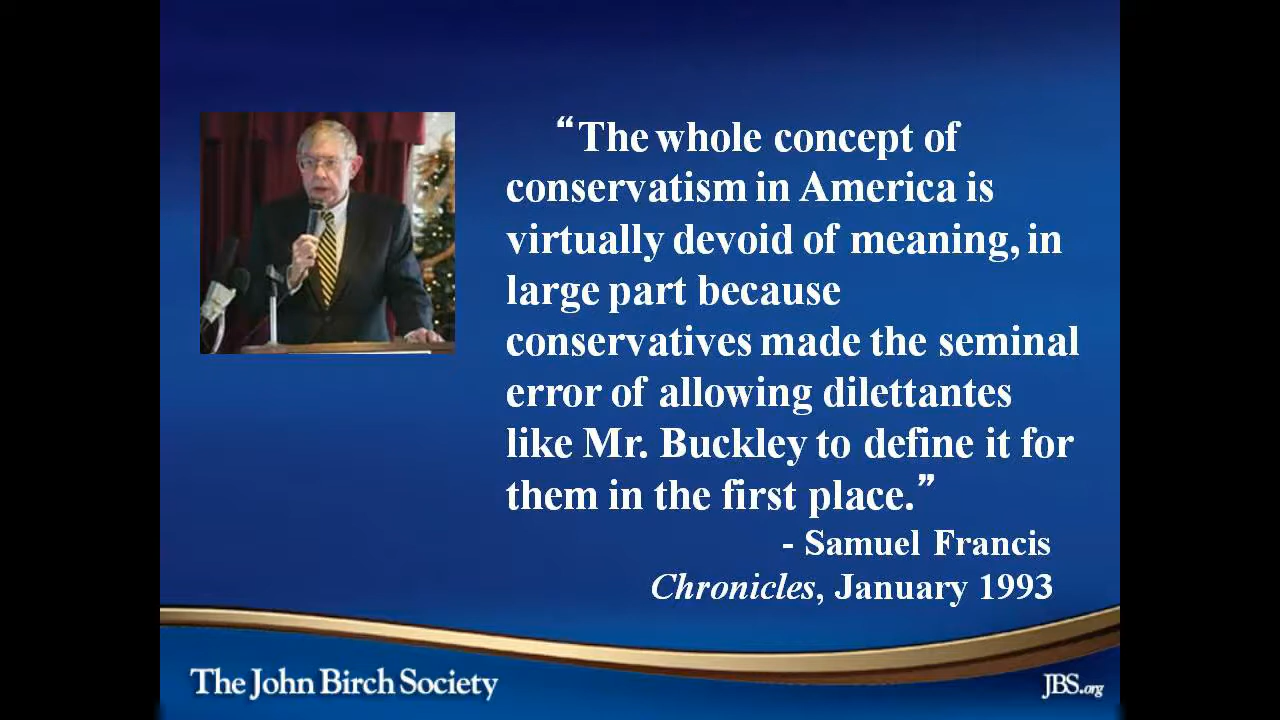 “The whole concept of
conservatism in America is
virtually devoid of meaning, in
large part because
conservatives made the seminal
error of allowing dilettantes
like Mr. Buckley to define it for
them in the first place.”
- Samuel Francis
Chronicles, January 1993
The John Birch Society
JBS.org